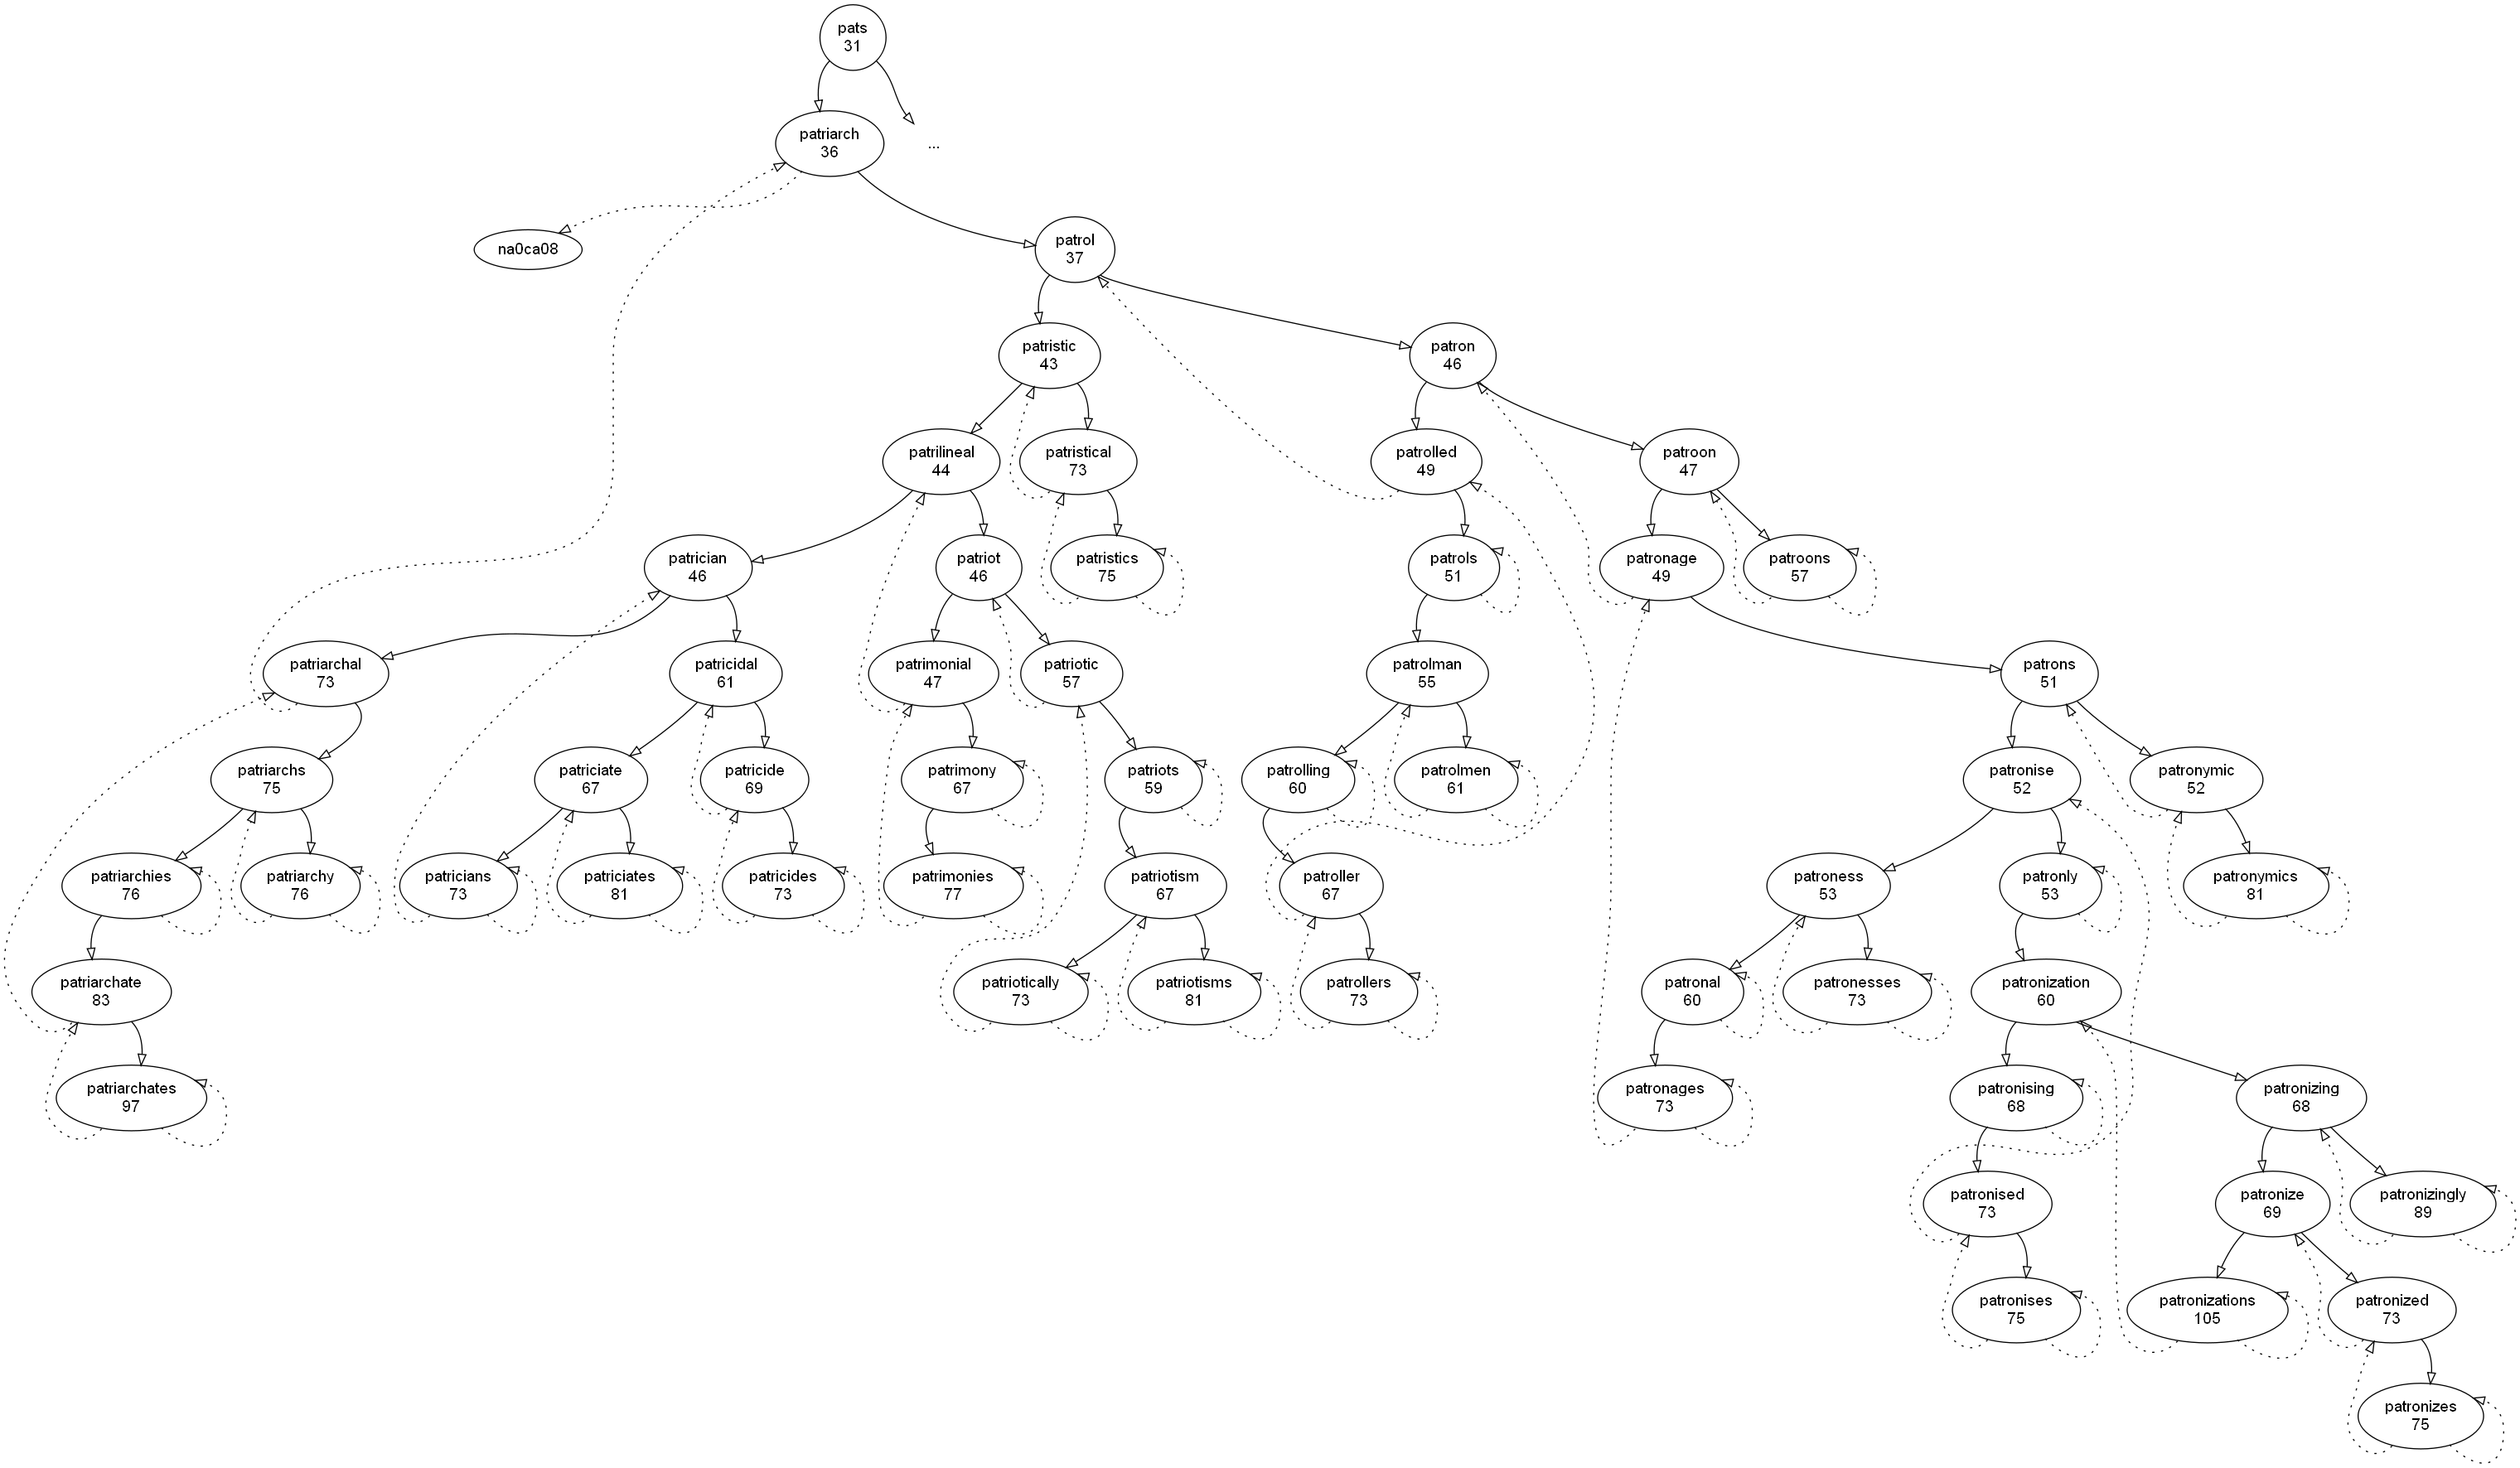 pats
31
patriarch
36
...
na0ca08
patrol
37
patristic
43
patron
46
patrilineal
44
patristical
73
patrolled
49
patroon
47
patrician
46
patriot
46
patristics
75
patrols
51
patronage
49
patroons
57
patriarchal
73
patricidal
61
patrimonial
47
patriotic
57
patrolman
55
patrons
51
patriarchs
75
patriciate
67
patricide
69
patrimony
67
patriots
59
patrolling
60
patrolmen
61
patronise
52
patronymic
52
patriarchies
76
patriarchy
76
patricians
73
patriciates
81
patricides
73
patrimonies
77
patriotism
67
patroller
67
patroness
53
patronly
53
patronymics
81
patriarchate
83
patriotically
73
patriotisms
81
patrollers
73
patronal
60
patronesses
73
patronization
60
patriarchates
97
patronages
73
patronising
68
patronizing
68
patronised
73
patronize
69
patronizingly
89
patronises
75
patronizations
105
patronized
73
patronizes
75